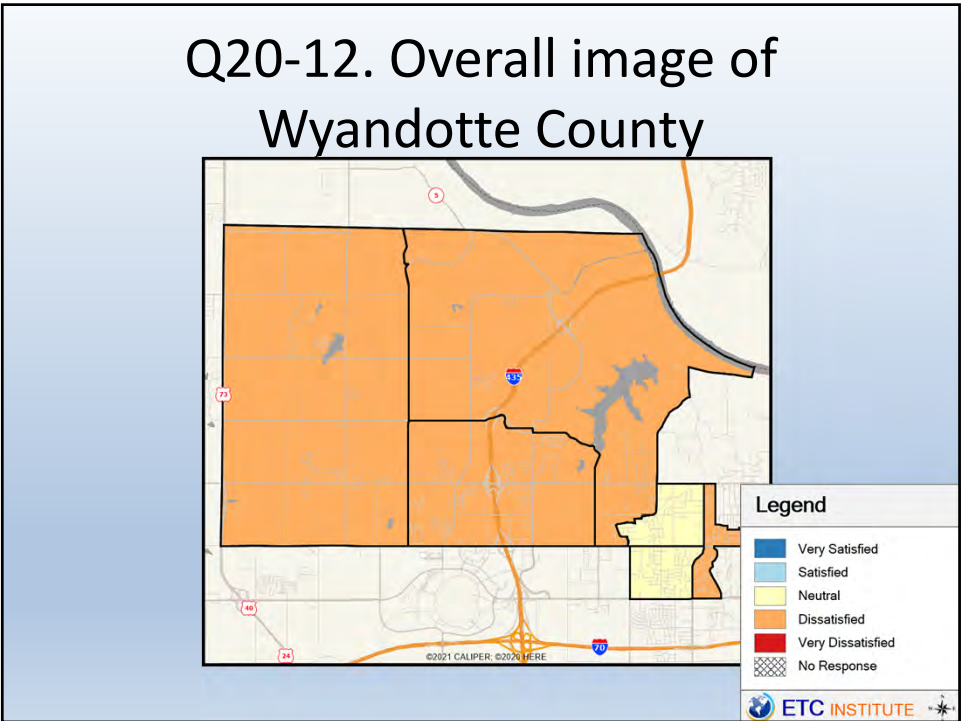 Q20-12. Overall image of
Wyandotte County
5
435
73
40
24
70
©2021 CALIPER; ©2020 HERE
Legend
Very Satisfied
Satisfied
Neutral
Dissatisfied
Very Dissatisfied
No Response
ETC INSTITUTE